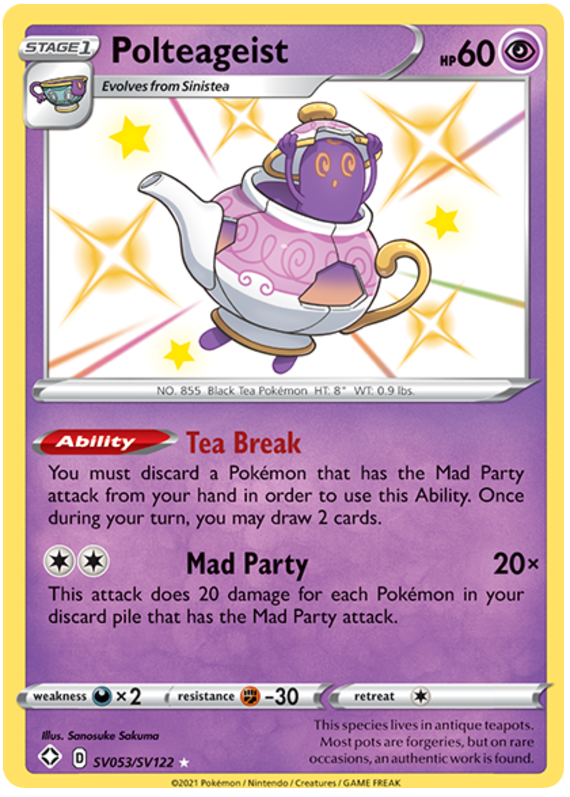 STAGE1 Polteageist HP60
Evolves from Sinistea
NO. 855 Black Tea Pokémon HT: 8" WT: 0.9 lbs.
Ability Tea Break
You must discard a Pokémon that has the Mad Party
attack from your hand in order to use this Ability. Once
during your turn, you may draw 2 cards.
Mad Party 20×
This attack does 20 damage for each Pokémon in your
discard pile that has the Mad Party attack.
weakness ×2 resistance -30 retreat
Illus. Sanosuke Sakuma
D SV053/SV122
This species lives in antique teapots.
Most pots are forgeries, but on rare
occasions, an authentic work is found.
©2021 Pokémon / Nintendo / Creatures / GAME FREAK